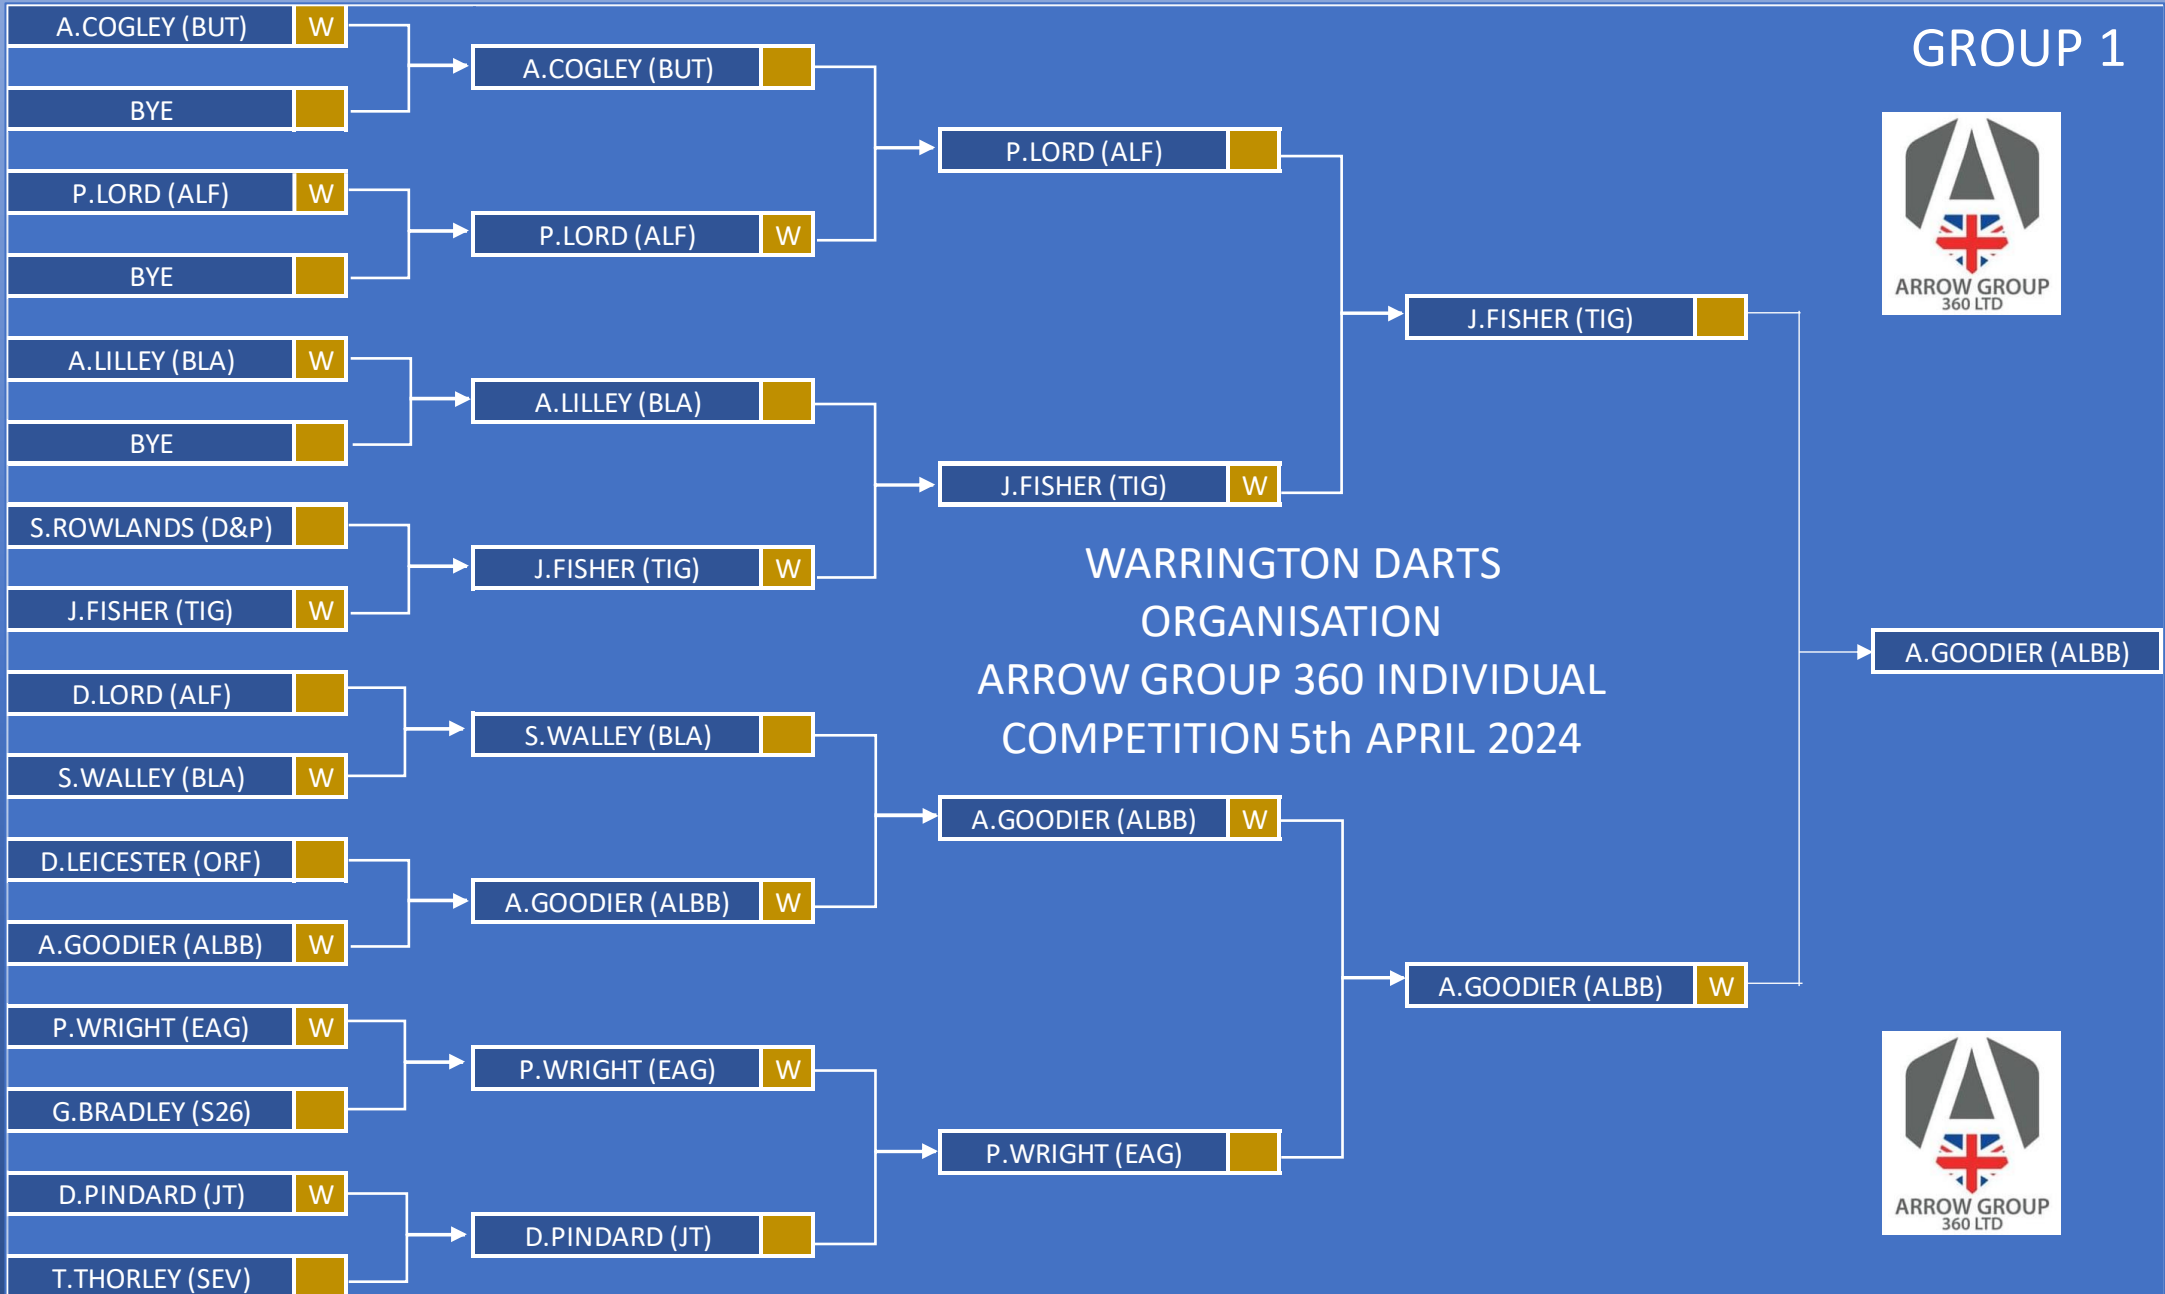 GROUP 1
A.COGLEY (BUT) W
BYE
P.LORD (ALF) W
BYE
A.LILLEY (BLA) W
BYE
S.ROWLANDS (D&P)
J.FISHER (TIG) W
D.LORD (ALF)
S.WALLEY (BLA) W
D.LEICESTER (ORF)
A.GOODIER (ALBB) W
P.WRIGHT (EAG) W
G.BRADLEY (S26)
D.PINDARD (JT) W
T.THORLEY (SEV)
A.COGLEY (BUT)
P.LORD (ALF) W
A.LILLEY (BLA)
J.FISHER (TIG) W
S.WALLEY (BLA)
A.GOODIER (ALBB) W
P.WRIGHT (EAG) W
D.PINDARD (JT)
P.LORD (ALF)
J.FISHER (TIG) W
A.GOODIER (ALBB) W
P.WRIGHT (EAG)
J.FISHER (TIG)
A.GOODIER (ALBB) W
A.GOODIER (ALBB)
WARRINGTON DARTS
ORGANISATION
ARROW GROUP 360 INDIVIDUAL
COMPETITION 5th APRIL 2024
ARROW GROUP
360 LTD
ARROW GROUP
360 LTD